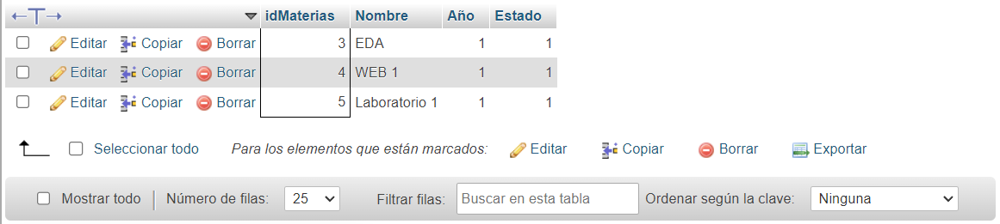 idMaterias Nombre Año Estado
Editar Copiar Borrar 3 EDA 1 1
Editar Copiar Borrar 4 WEB 1 1 1
Editar Copiar Borrar 5 Laboratorio 1 1 1
Seleccionar todo Para los elementos que están marcados: Editar Copiar Borrar Exportar
Mostrar todo Número de filas: 25 Filtrar filas: Buscar en esta tabla Ordenar según la clave: Ninguna